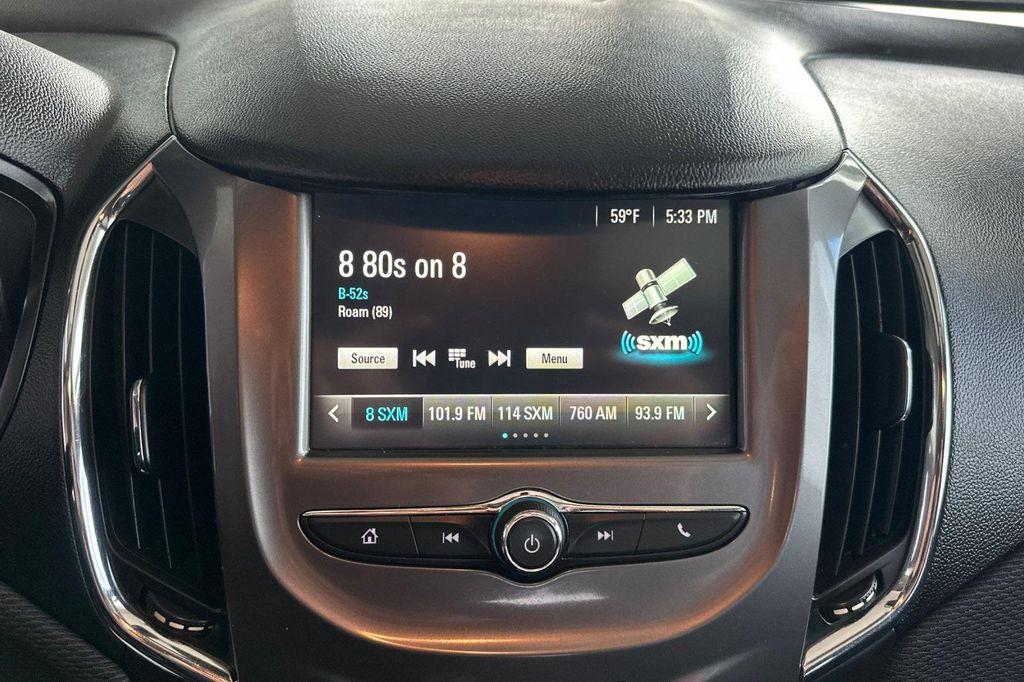 59°F 5:33 PM
8 80s on 8
B-52s
Roam (89)
sxm
Source Tune Menu
8 SXM 101.9 FM 114 SXM 760 AM 93.9 FM